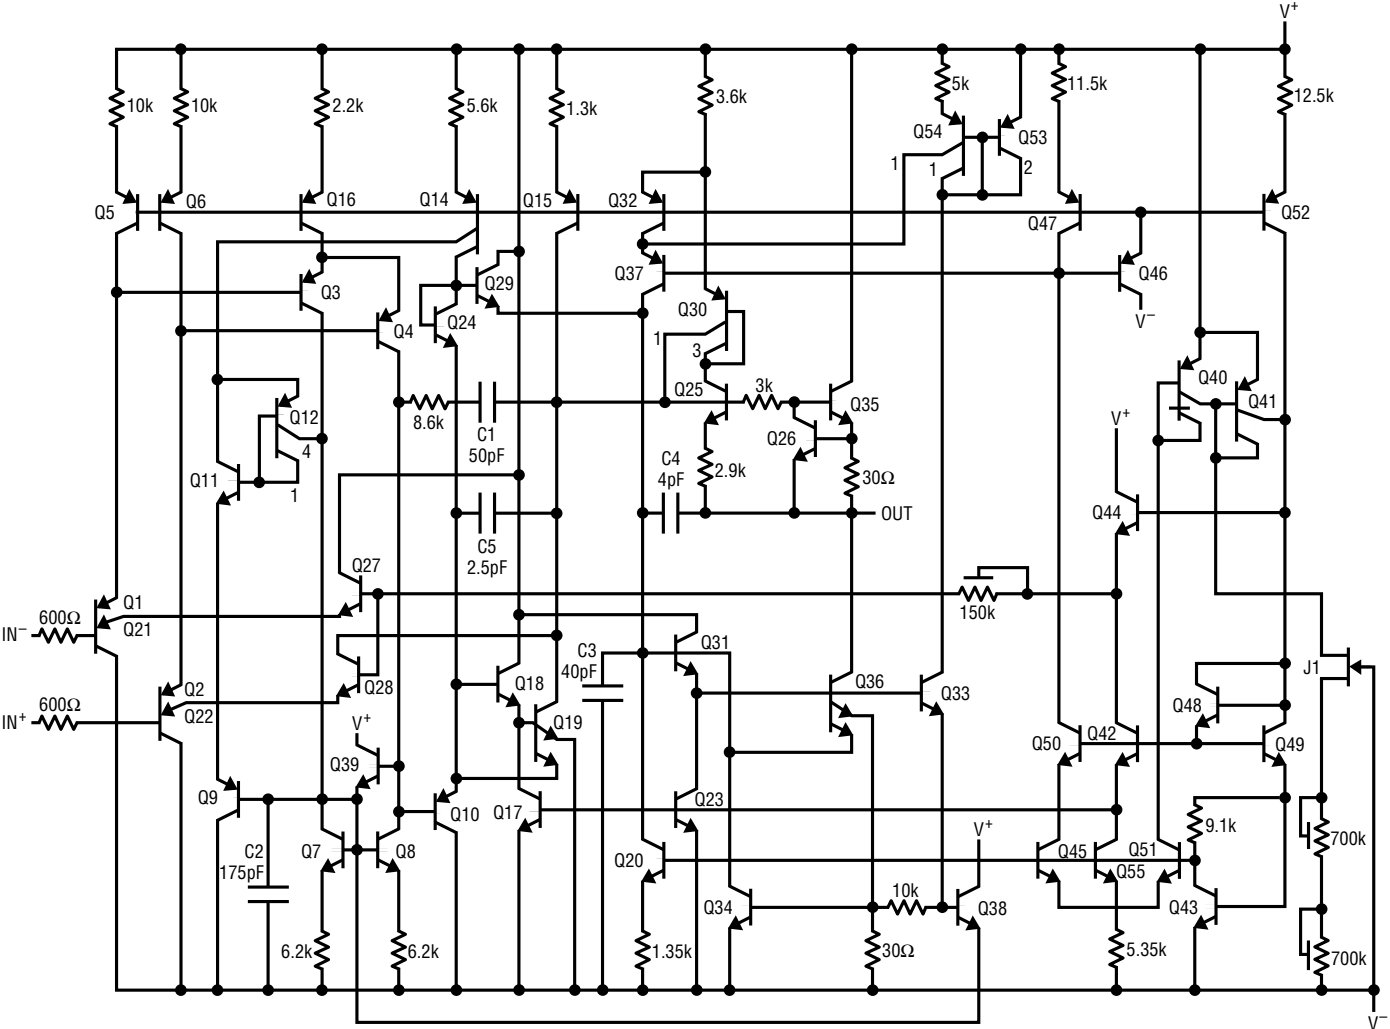 V+
10k
10k
2.2k
5.6k
1.3k
3.6k
5k
11.5k
12.5k
Q54
Q53
1
1
2
Q5
Q6
Q16
Q14
Q15
Q32
Q47
Q52
Q3
Q29
Q37
Q46
Q4
Q24
Q30
V−
1
3
Q12
4
Q11
1
8.6k
C1
50pF
Q25
3k
Q35
Q26
Q40
Q41
V+
C4
4pF
2.9k
30Ω
C5
2.5pF
OUT
Q44
Q27
150k
IN−
600Ω
Q1
Q21
IN+
600Ω
Q2
Q22
Q28
Q18
Q19
C3
40pF
Q31
Q36
Q33
J1
Q48
V+
Q39
Q50
Q42
Q49
Q9
Q10
Q17
Q23
V+
9.1k
700k
C2
175pF
Q7
Q8
Q20
Q45
Q55
Q51
Q34
10k
Q38
Q43
6.2k
6.2k
1.35k
30Ω
5.35k
700k
V−